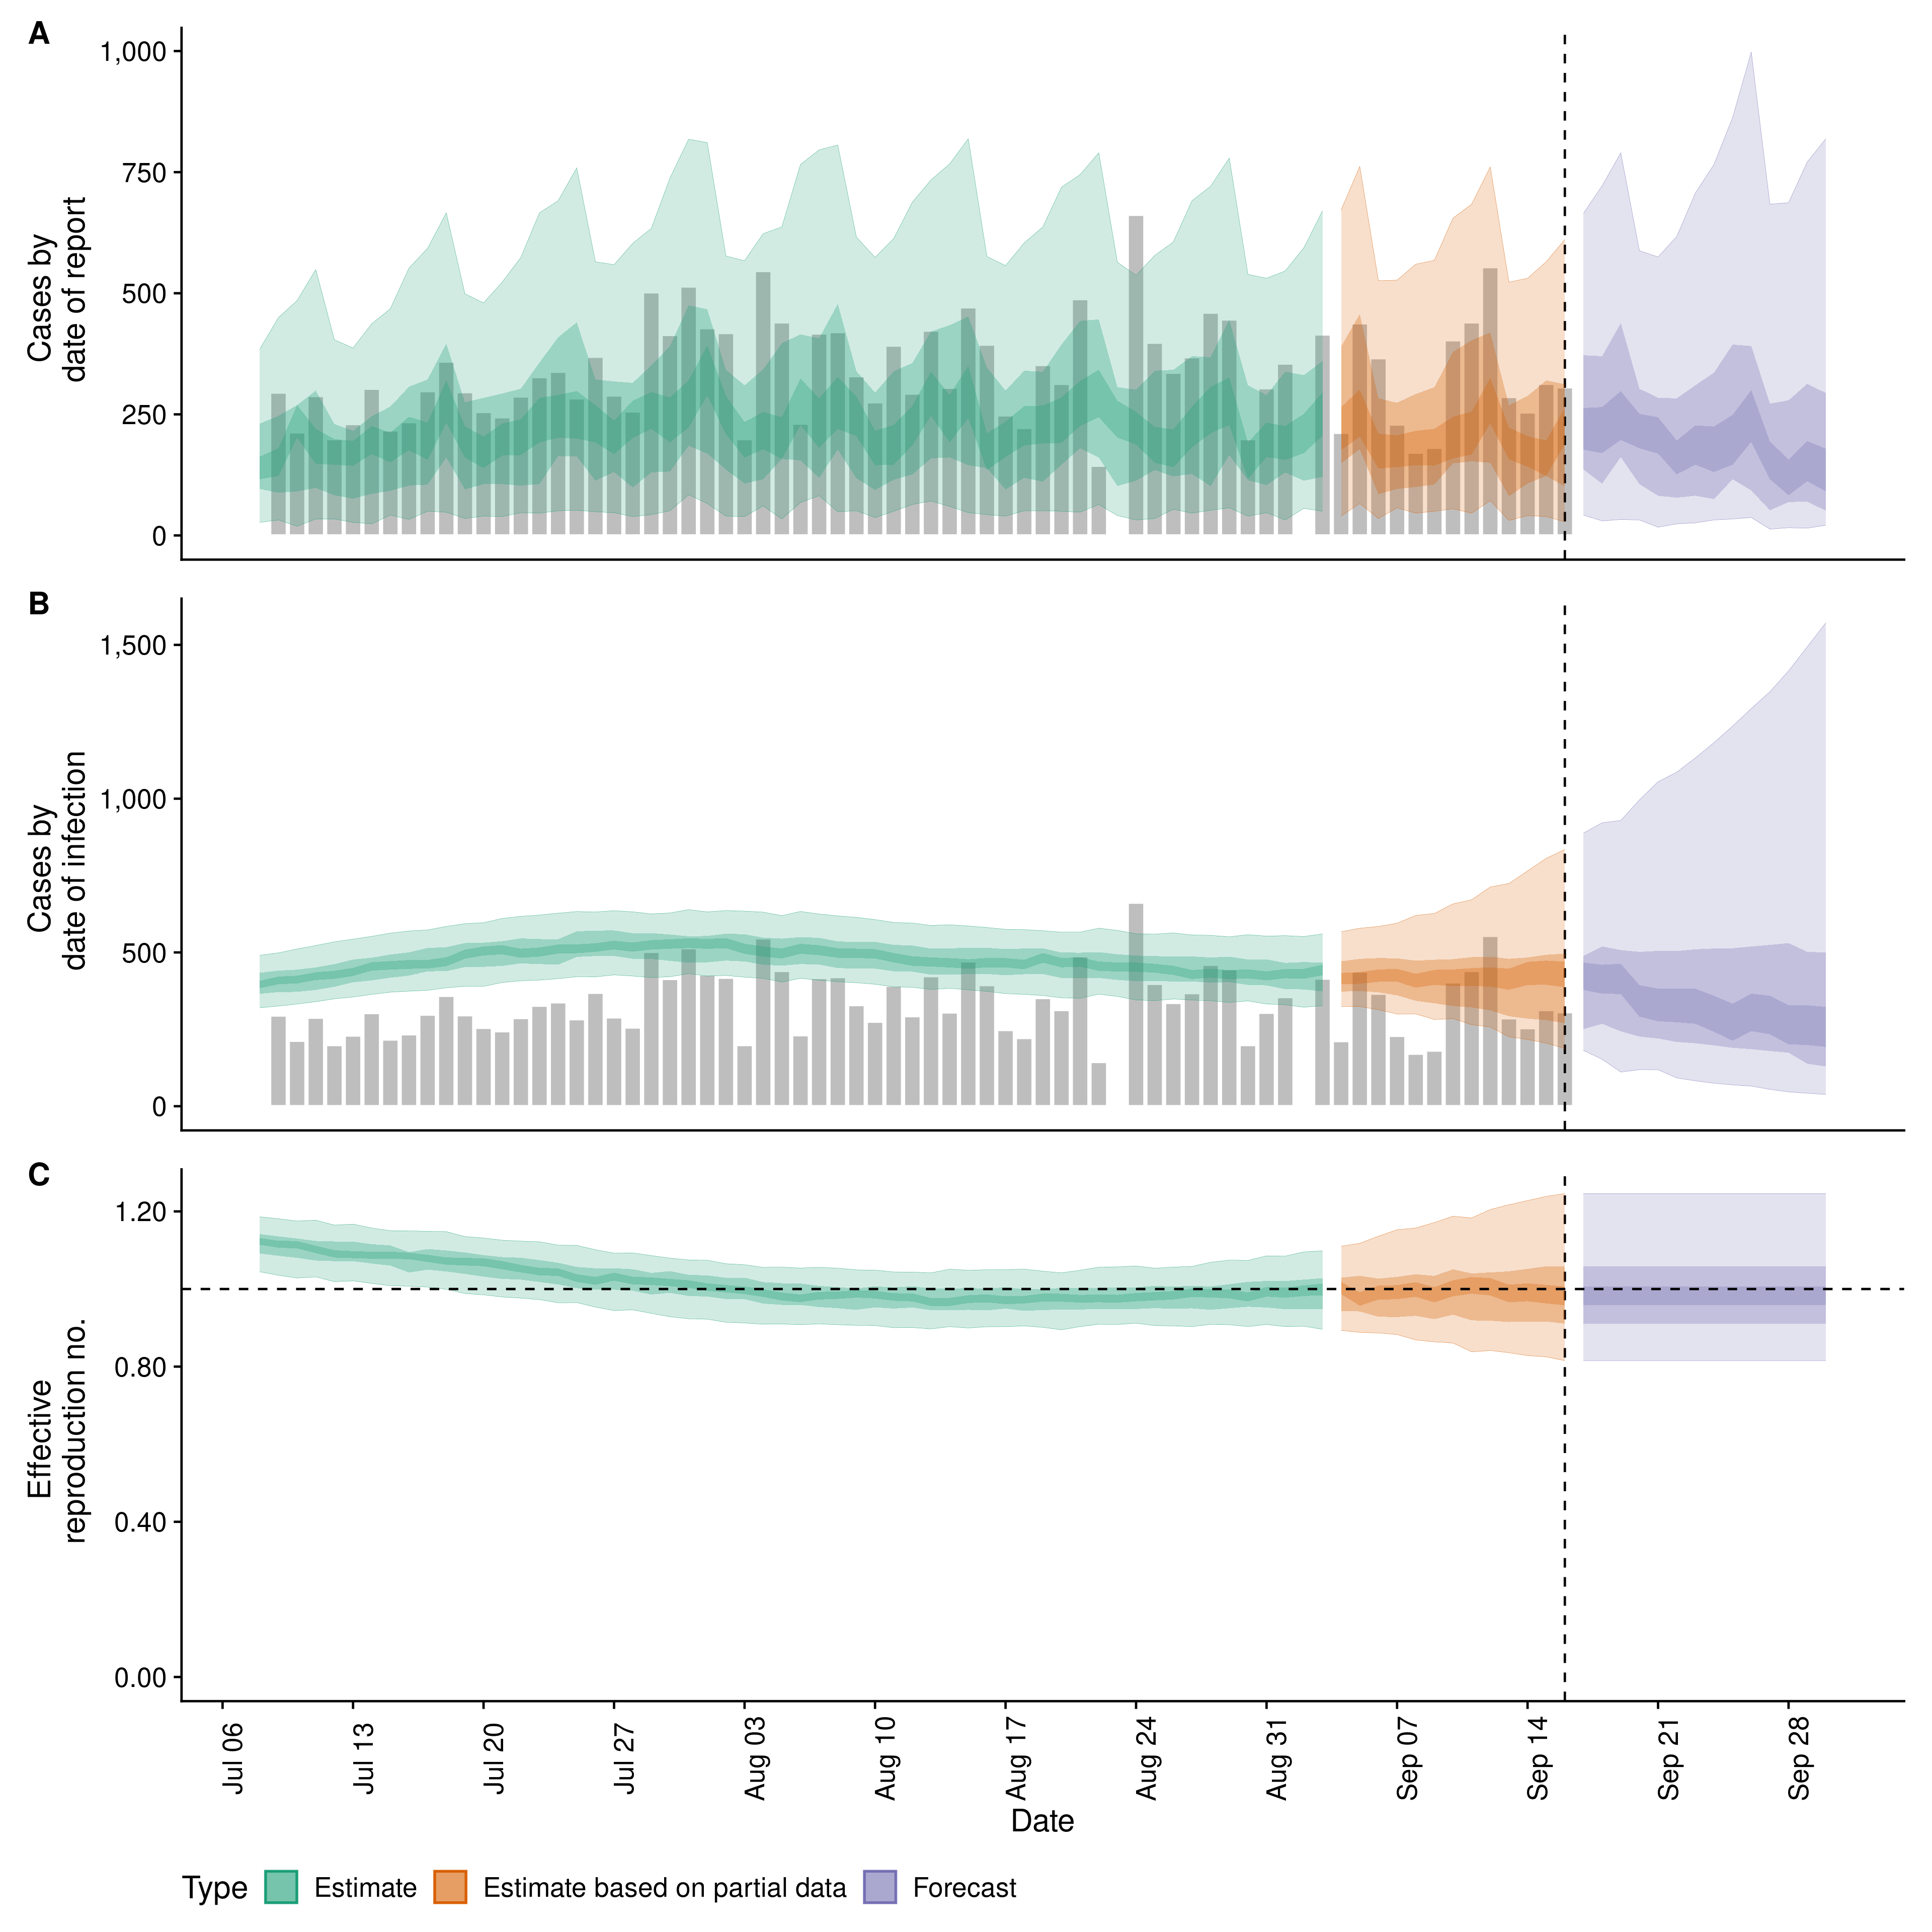 A
1,000
750
500
250
0
Cases by
date of report
B
1,500
1,000
500
0
Cases by
date of infection
C
1.20
0.80
0.40
0.00
Effective
reproduction no.
Jul 06
Jul 13
Jul 20
Jul 27
Aug 03
Aug 10
Aug 17
Aug 24
Aug 31
Sep 07
Sep 14
Sep 21
Sep 28
Date
Type Estimate Estimate based on partial data Forecast